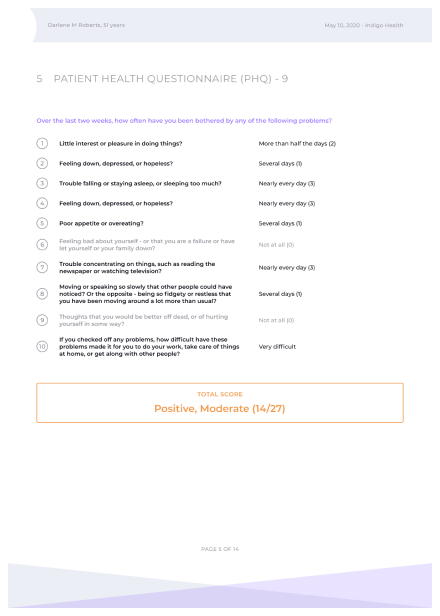 Darlene M Roberts, 51 years
May 10, 2020 - Indigo Health
5 PATIENT HEALTH QUESTIONNAIRE (PHQ) - 9
Over the last two weeks, how often have you been bothered by any of the following problems?
1 Little interest or pleasure in doing things? More than half the days (2)
2 Feeling down, depressed, or hopeless? Several days (1)
3 Trouble falling or staying asleep, or sleeping too much? Nearly every day (3)
4 Feeling down, depressed, or hopeless? Nearly every day (3)
5 Poor appetite or overeating? Several days (1)
6 Feeling bad about yourself - or that you are a failure or have
let yourself or your family down? Not at all (0)
7 Trouble concentrating on things, such as reading the
newspaper or watching television? Nearly every day (3)
8 Moving or speaking so slowly that other people could have
noticed? Or the opposite - being so fidgety or restless that
you have been moving around a lot more than usual? Several days (1)
9 Thoughts that you would be better off dead, or of hurting
yourself in some way? Not at all (0)
10 If you checked off any problems, how difficult have these
problems made it for you to do your work, take care of things
at home, or get along with other people? Very difficult
TOTAL SCORE
Positive, Moderate (14/27)
PAGE 5 OF 14